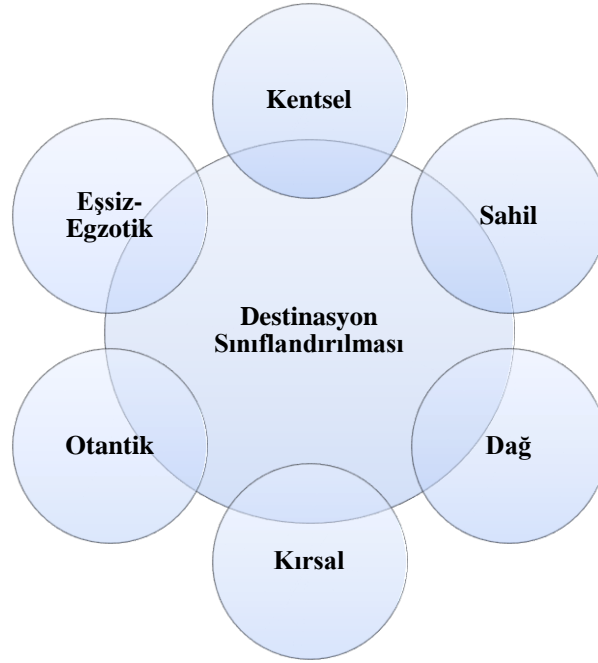 Kentsel
Eşsiz-
Egzotik
Sahil
Destinasyon
Sınıflandırılması
Otantik
Dağ
Kırsal